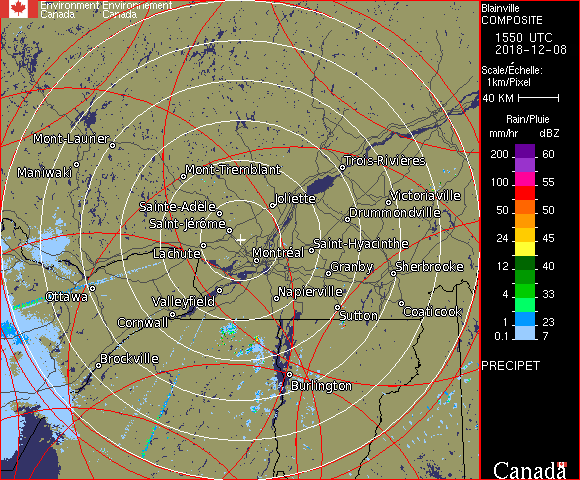 Environment Environnement
Canada Canada
Blainville
COMPOSITE
1550 UTC
2018-12-08
Scale/Échelle:
1km/Pixel
40 KM
Rain/Pluie
mm/hr dBZ
200 60
150 57
100 55
50 50
24 45
12 40
4 33
1 23
0.1 7
PRECIPET
Mont-Laurier
Maniwaki
Mont-Tremblant
Trois-Rivières
Joliette
Victoriaville
Sainte-Adèle
Drummondville
Saint-Jérôme
Lachute
Montréal
Saint-Hyacinthe
Granby
Sherbrooke
Ottawa
Valleyfield
Napierville
Cornwall
Sutton
Coaticook
Brockville
Burlington
Canada